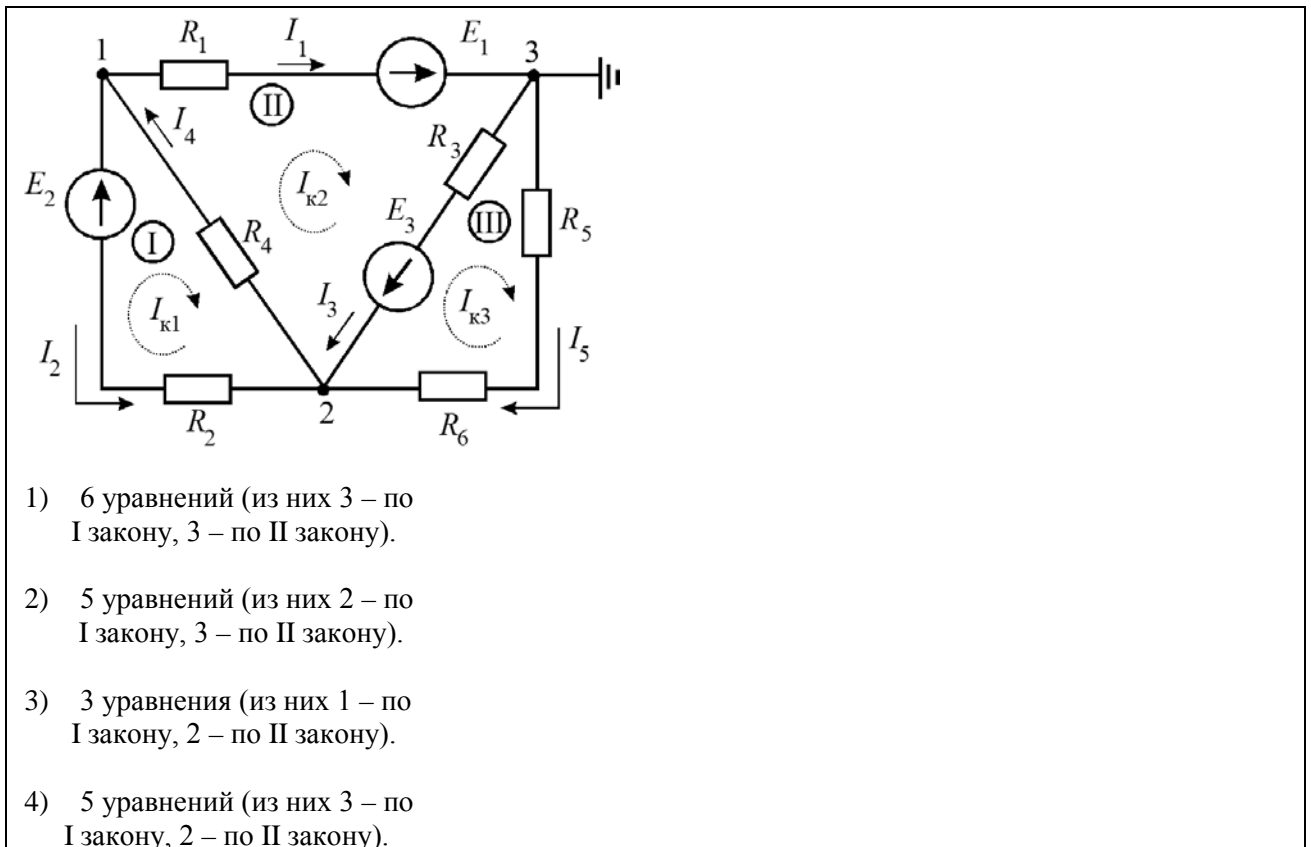 R1 I1 E1
1 3
II
I4
R3
E2 Iк2
E3 III R5
I R4
I3
Iк1 Iк3
I2 I5
R2 2 R6
1) 6 уравнений (из них 3 – по
I закону, 3 – по II закону).
2) 5 уравнений (из них 2 – по
I закону, 3 – по II закону).
3) 3 уравнения (из них 1 – по
I закону, 2 – по II закону).
4) 5 уравнений (из них 3 – по
I закону, 2 – по II закону).